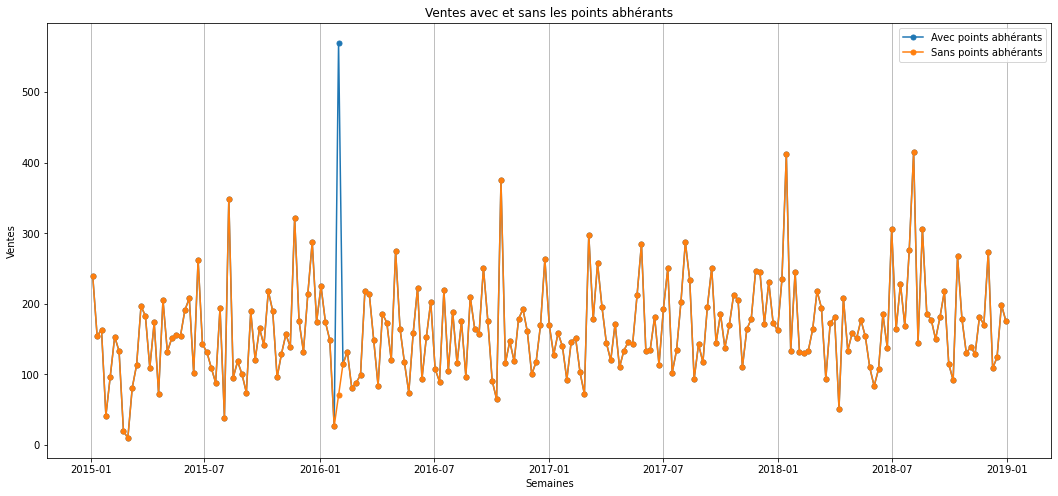 Ventes avec et sans les points abhérants
Avec points abhérants
Sans points abhérants
500
400
300
200
100
0
Ventes
2015-01 2015-07 2016-01 2016-07 2017-01 2017-07 2018-01 2018-07 2019-01
Semaines